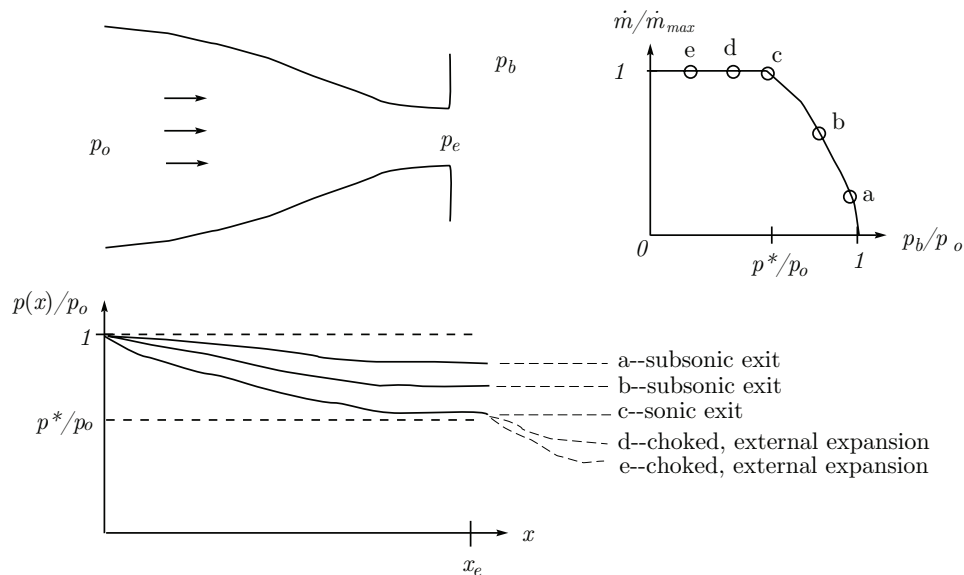 ṁ/ṁ_max
e d c
1
b
a
0
p*/p_o
1
p_b/p_o
p_b
p_o
p_e
p(x)/p_o
1
p*/p_o
a--subsonic exit
b--subsonic exit
c--sonic exit
d--choked, external expansion
e--choked, external expansion
x
x_e